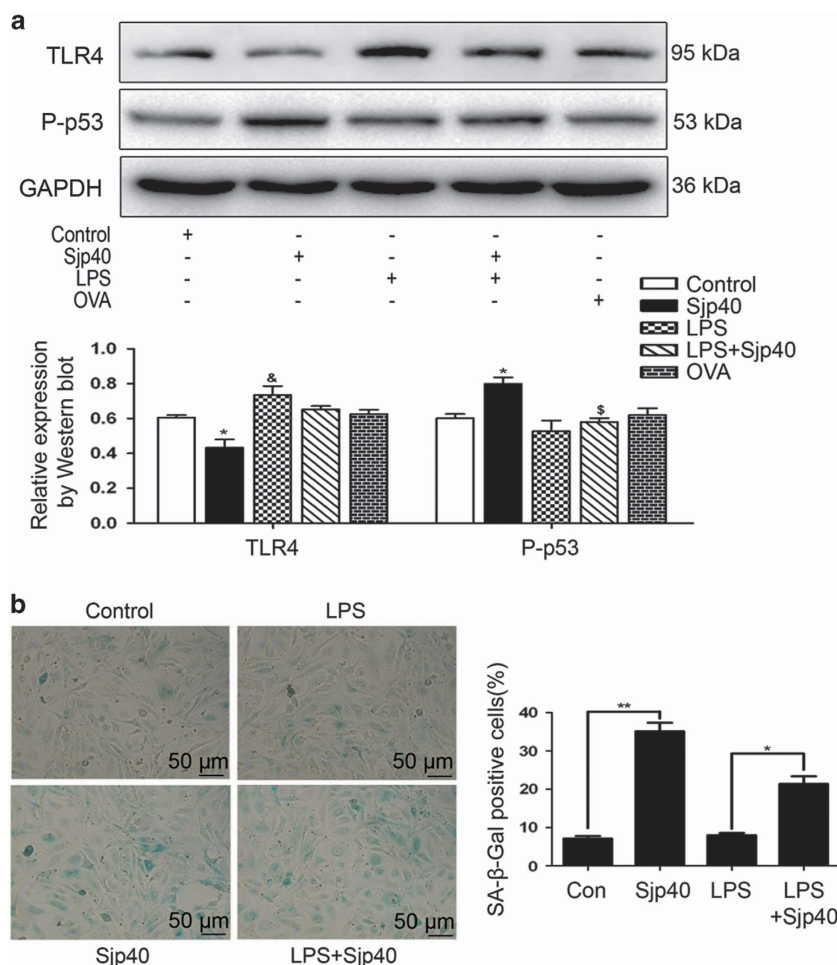 a
TLR4 95 kDa
P-p53 53 kDa
GAPDH 36 kDa
Control + - - - -
Sjp40 - + - + -
LPS - - + + -
OVA - - - - +
Control
Sjp40
LPS
LPS+Sjp40
OVA
Relative expression
by Western blot
1.0
0.8
0.6
0.4
0.2
0.0
* & * $
TLR4 P-p53
b
Control LPS
50 µm 50 µm
50 µm 50 µm
Sjp40 LPS+Sjp40
SA-β-Gal positive cells(%)
40
30
20
10
0
** *
Con Sjp40 LPS LPS
+Sjp40